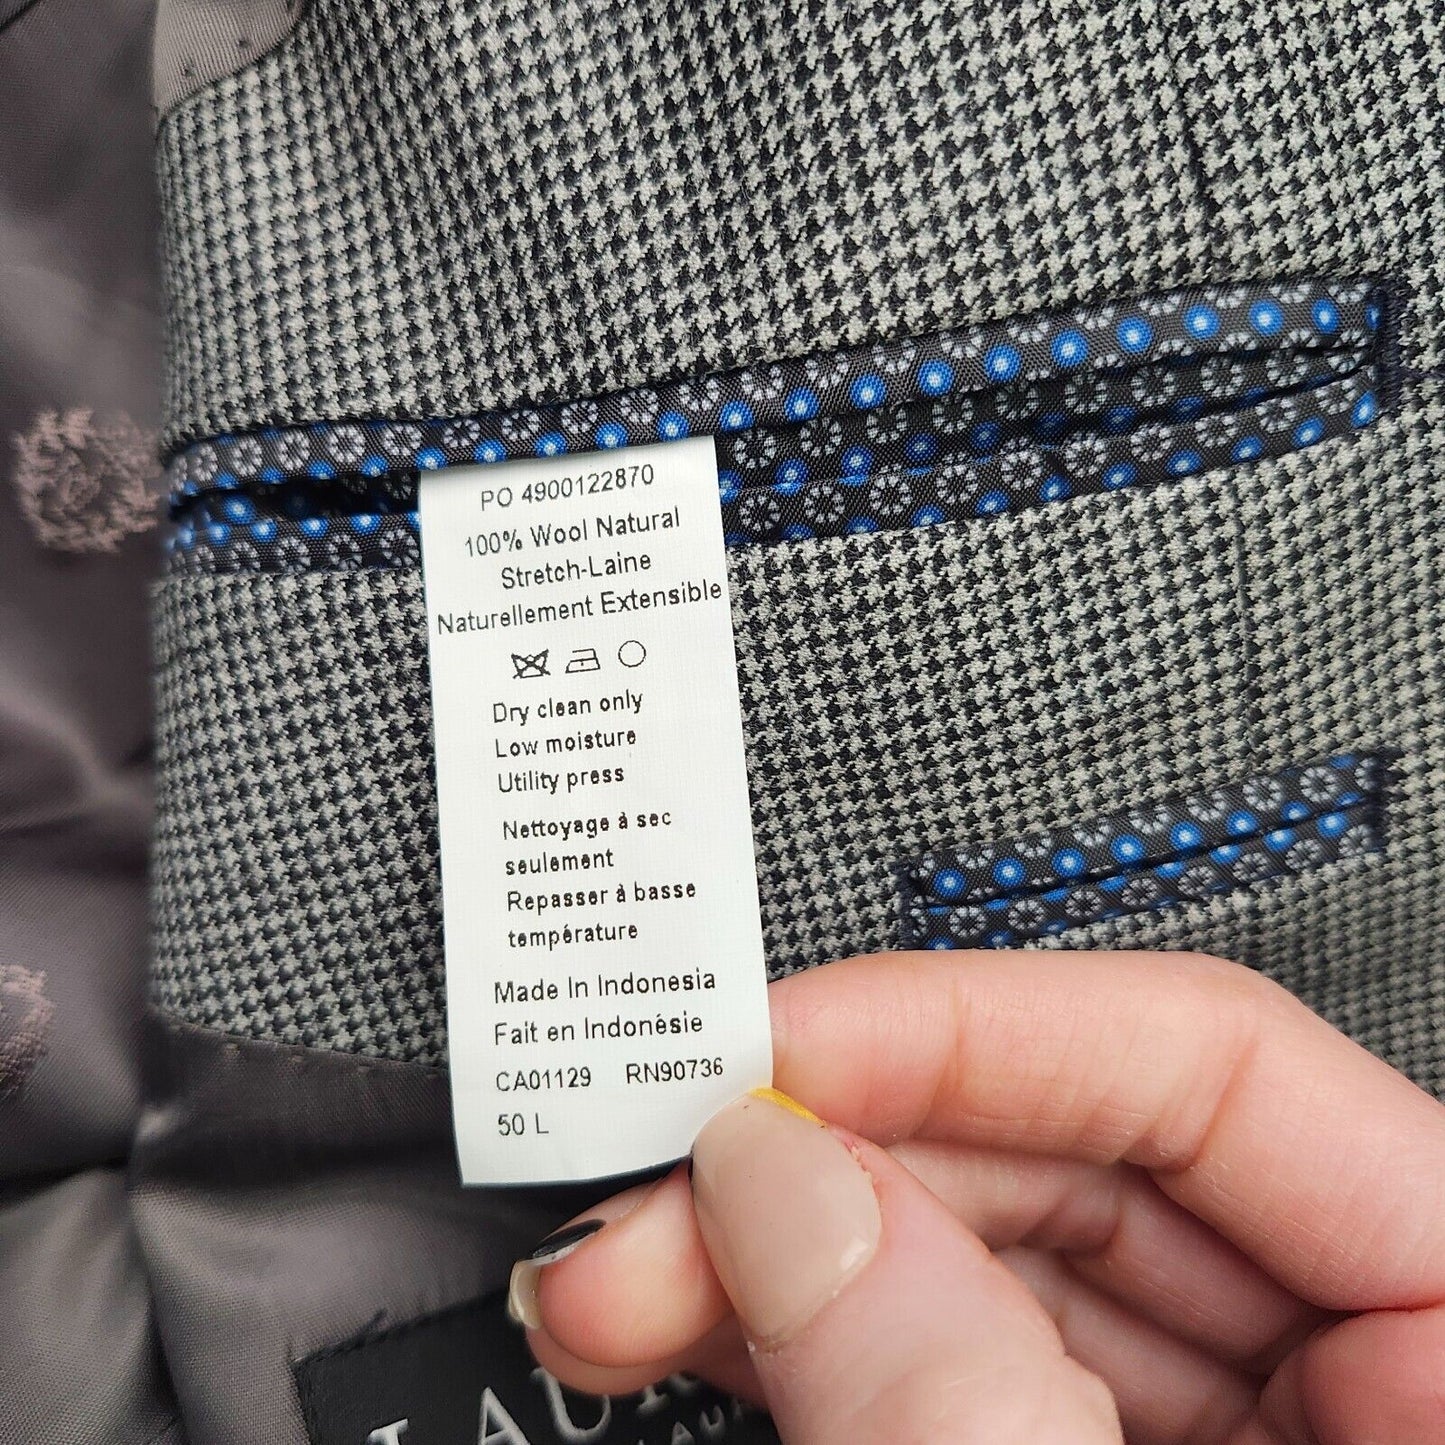 PO 4900122870
100% Wool Natural
Stretch-Laine
Naturellement Extensible
Dry clean only
Low moisture
Utility press
Nettoyage à sec
seulement
Repasser à basse
température
Made In Indonesia
Fait en Indonésie
CA01129 RN90736
50 L